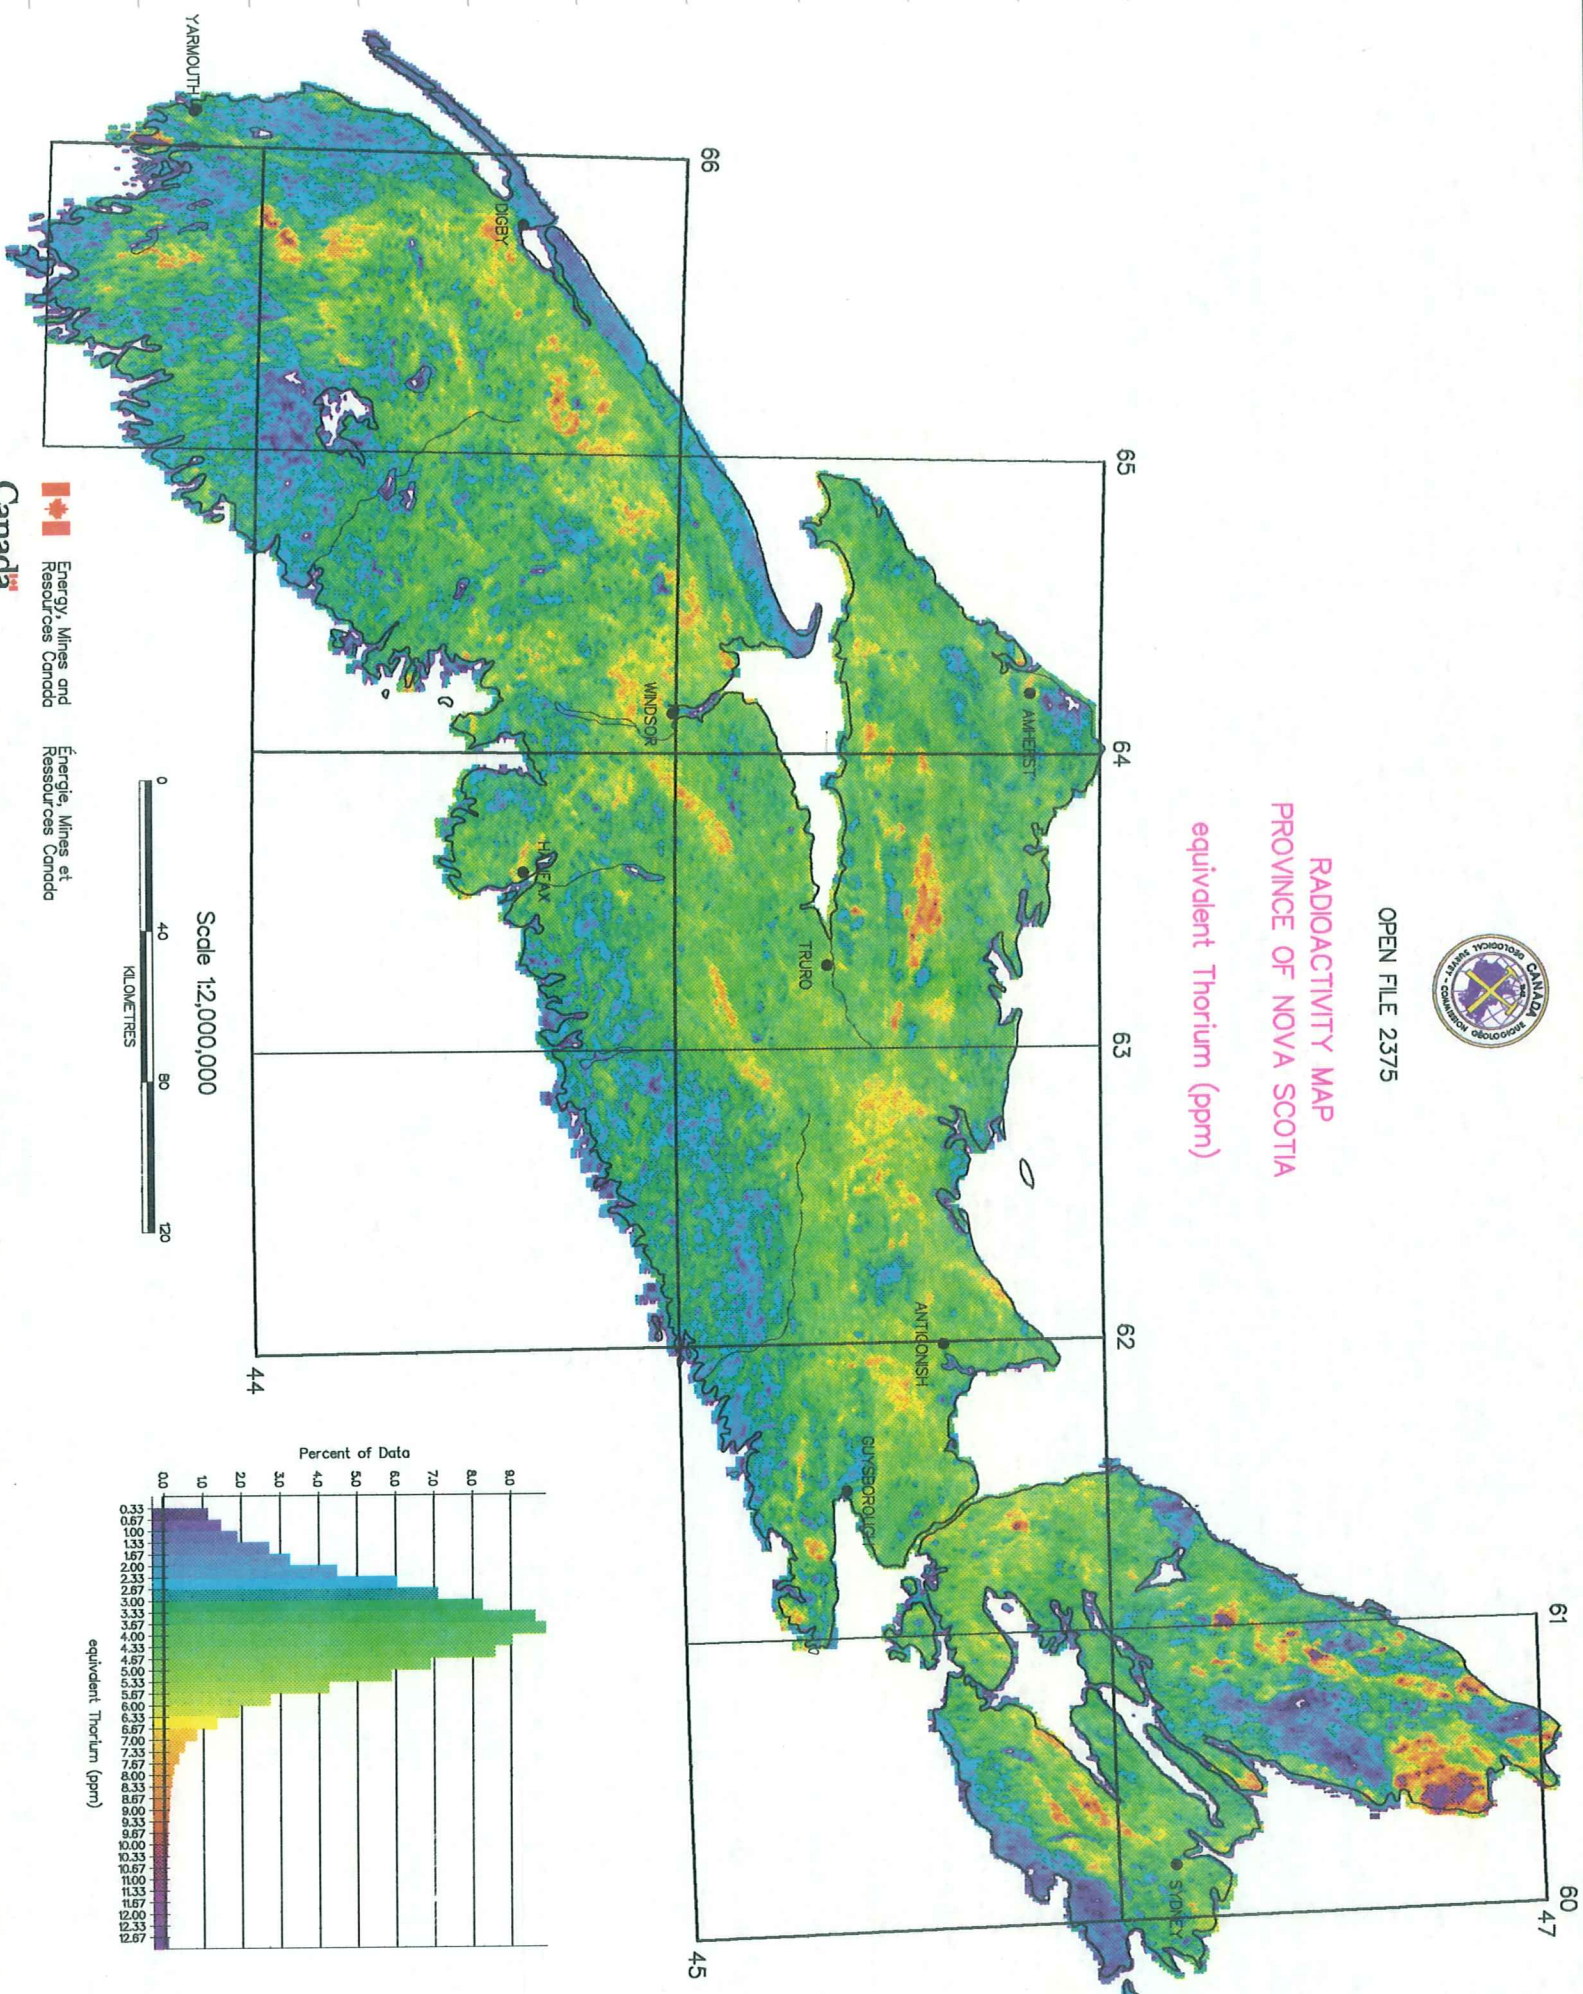 CANADA
GEOLOGICAL SURVEY - COMMISSION GÉOLOGIQUE
OPEN FILE 2375
RADIOACTIVITY MAP
PROVINCE OF NOVA SCOTIA
equivalent Thorium (ppm)
66
65
64
63
62
61
60
47
45
44
YARMOUTH
DIGBY
WINDSOR
AMHERST
HALIFAX
TRURO
ANTIGONISH
GUYSBOROUGH
SYDNEY
Scale 1:2,000,000
0 40 80 120
KILOMETRES
Energy, Mines and
Resources Canada
Énergie, Mines et
Ressources Canada
Canada
Percent of Data
0.0 1.0 2.0 3.0 4.0 5.0 6.0 7.0 8.0 9.0
0.33
0.67
1.00
1.33
1.67
2.00
2.33
2.67
3.00
3.33
3.67
4.00
4.33
4.67
5.00
5.33
5.67
6.00
6.33
6.67
7.00
7.33
7.67
8.00
8.33
8.67
9.00
9.33
9.67
10.00
10.33
10.67
11.00
11.33
11.67
12.00
12.33
12.67
equivalent Thorium (ppm)